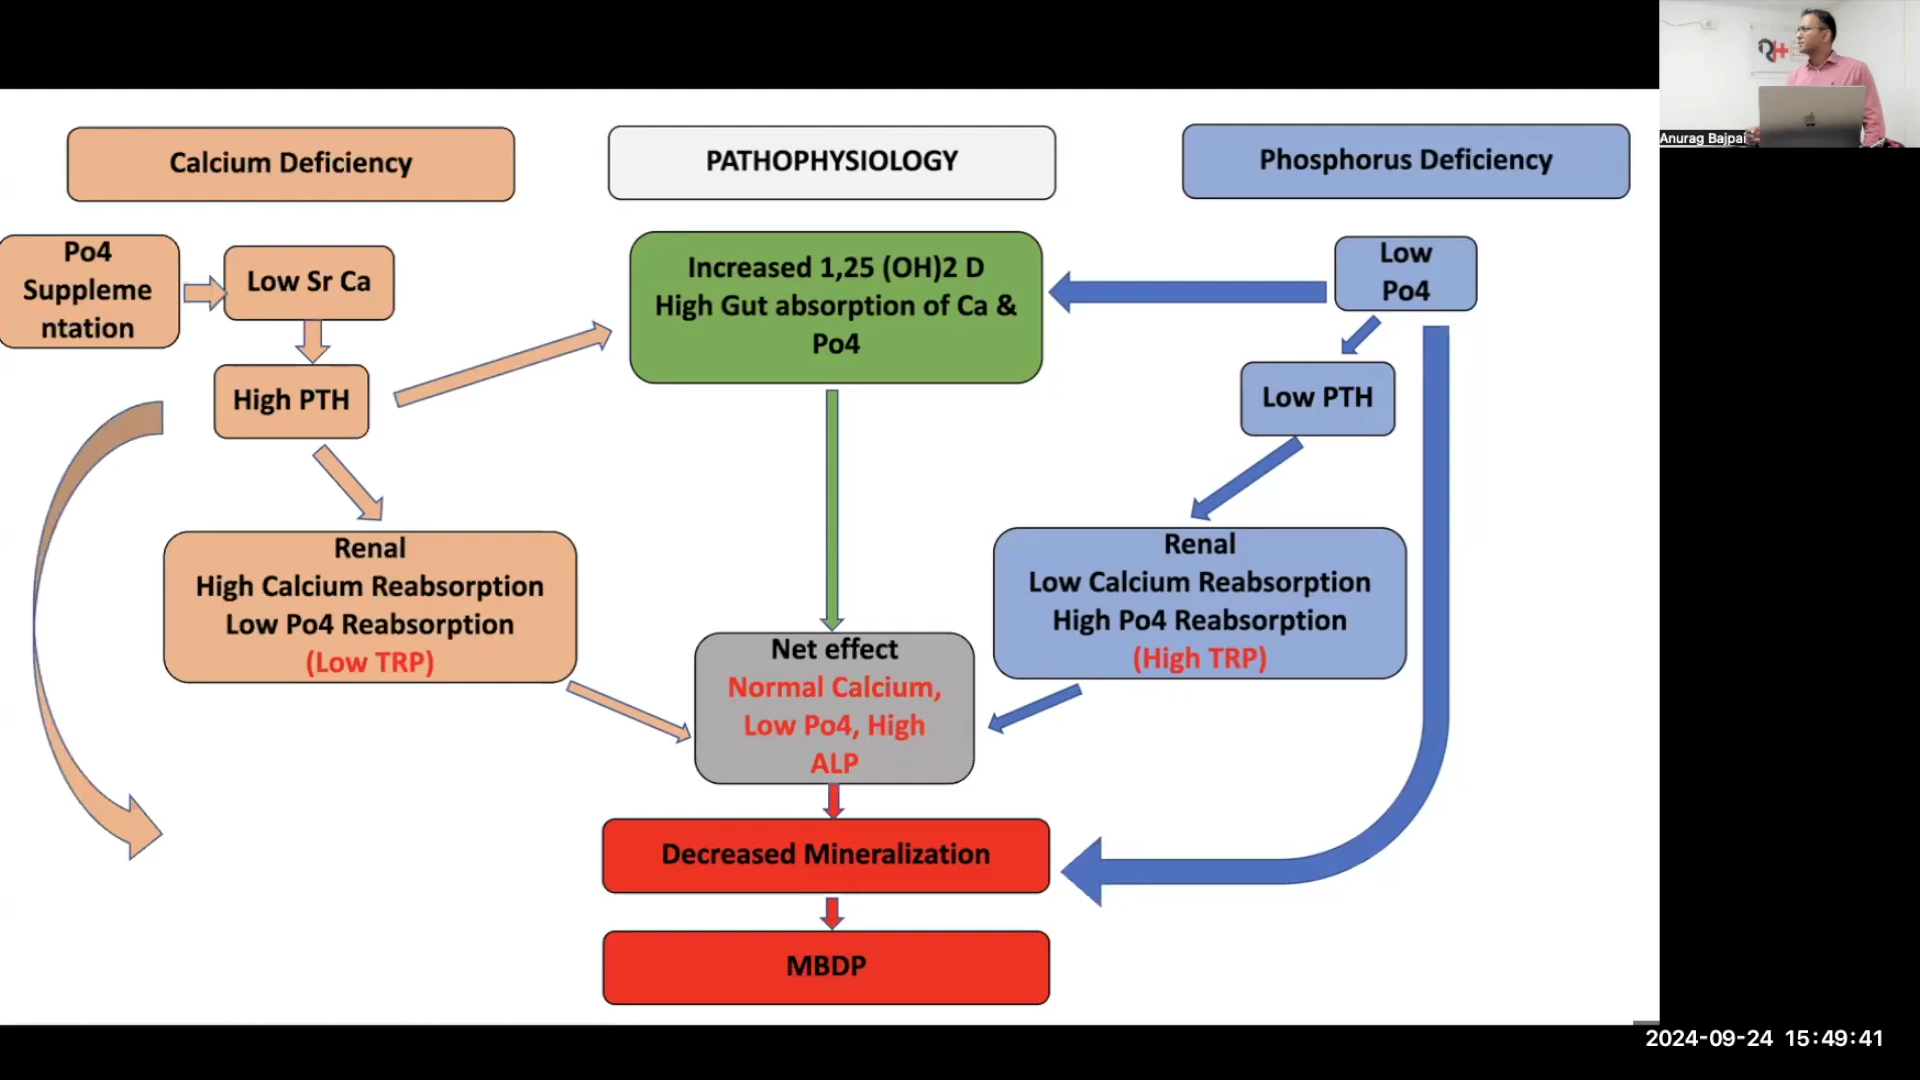 Calcium Deficiency
PATHOPHYSIOLOGY
Phosphorus Deficiency
Po4
Suppleme
ntation
Low Sr Ca
High PTH
Increased 1,25 (OH)2 D
High Gut absorption of Ca &
Po4
Low
Po4
Low PTH
Renal
High Calcium Reabsorption
Low Po4 Reabsorption
(Low TRP)
Renal
Low Calcium Reabsorption
High Po4 Reabsorption
(High TRP)
Net effect
Normal Calcium,
Low Po4, High
ALP
Decreased Mineralization
MBDP
Anurag Bajpai
2024-09-24 15:49:41